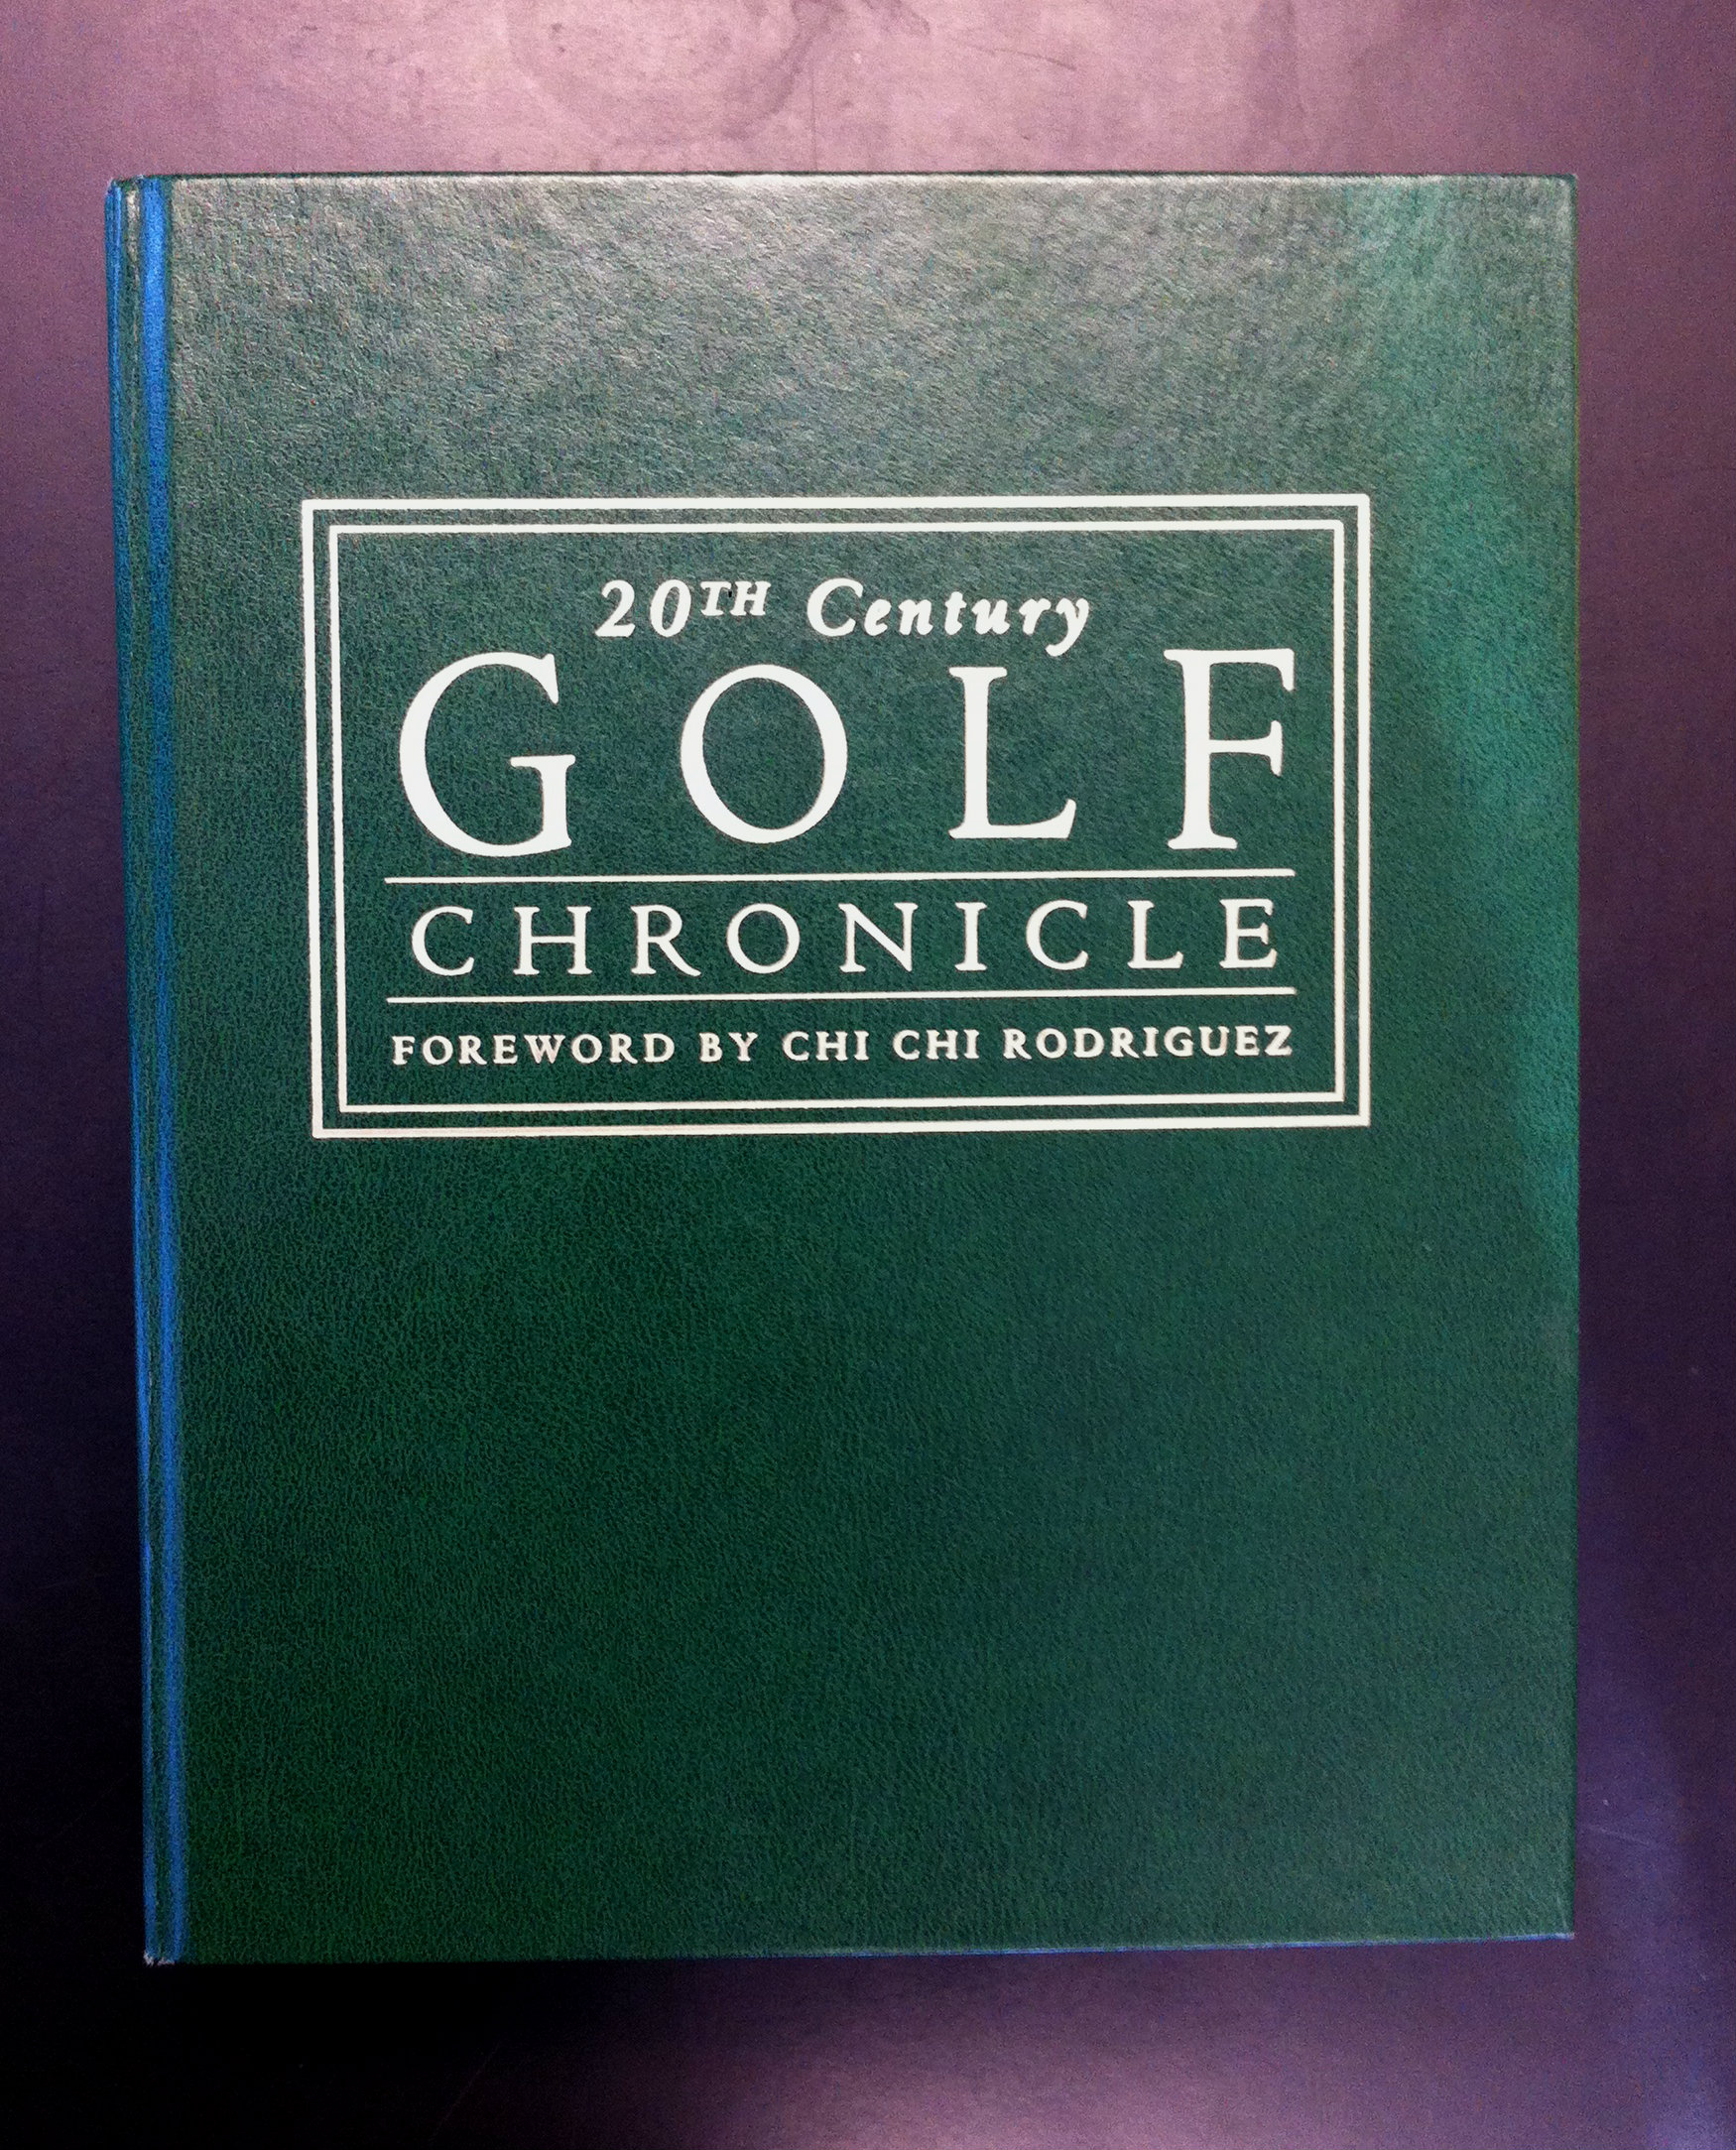 20TH Century
GOLF
CHRONICLE
FOREWORD BY CHI CHI RODRIGUEZ